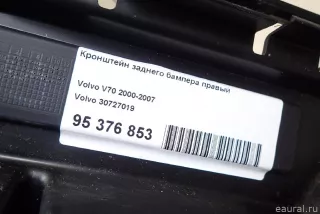 Кронштейн заднего бампера правый
Volvo V70 2000-2007
Volvo 30727019
95 376 853
eaural.ru